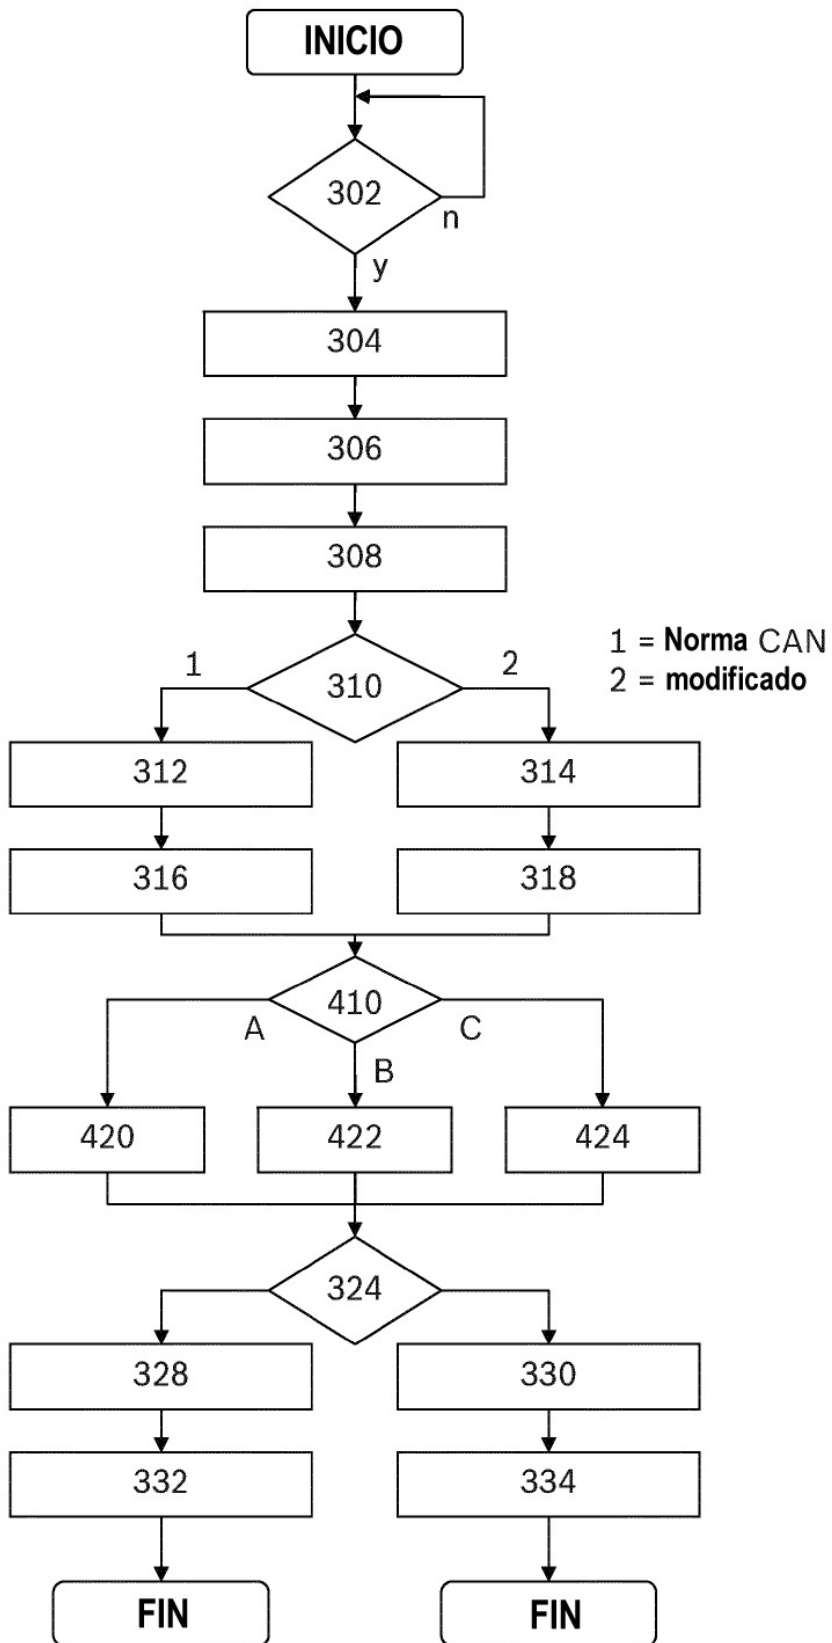 INICIO
302
n
y
304
306
308
1 = Norma CAN
2 = modificado
1
310
2
312
314
316
318
410
A
C
B
420
422
424
324
328
330
332
334
FIN
FIN